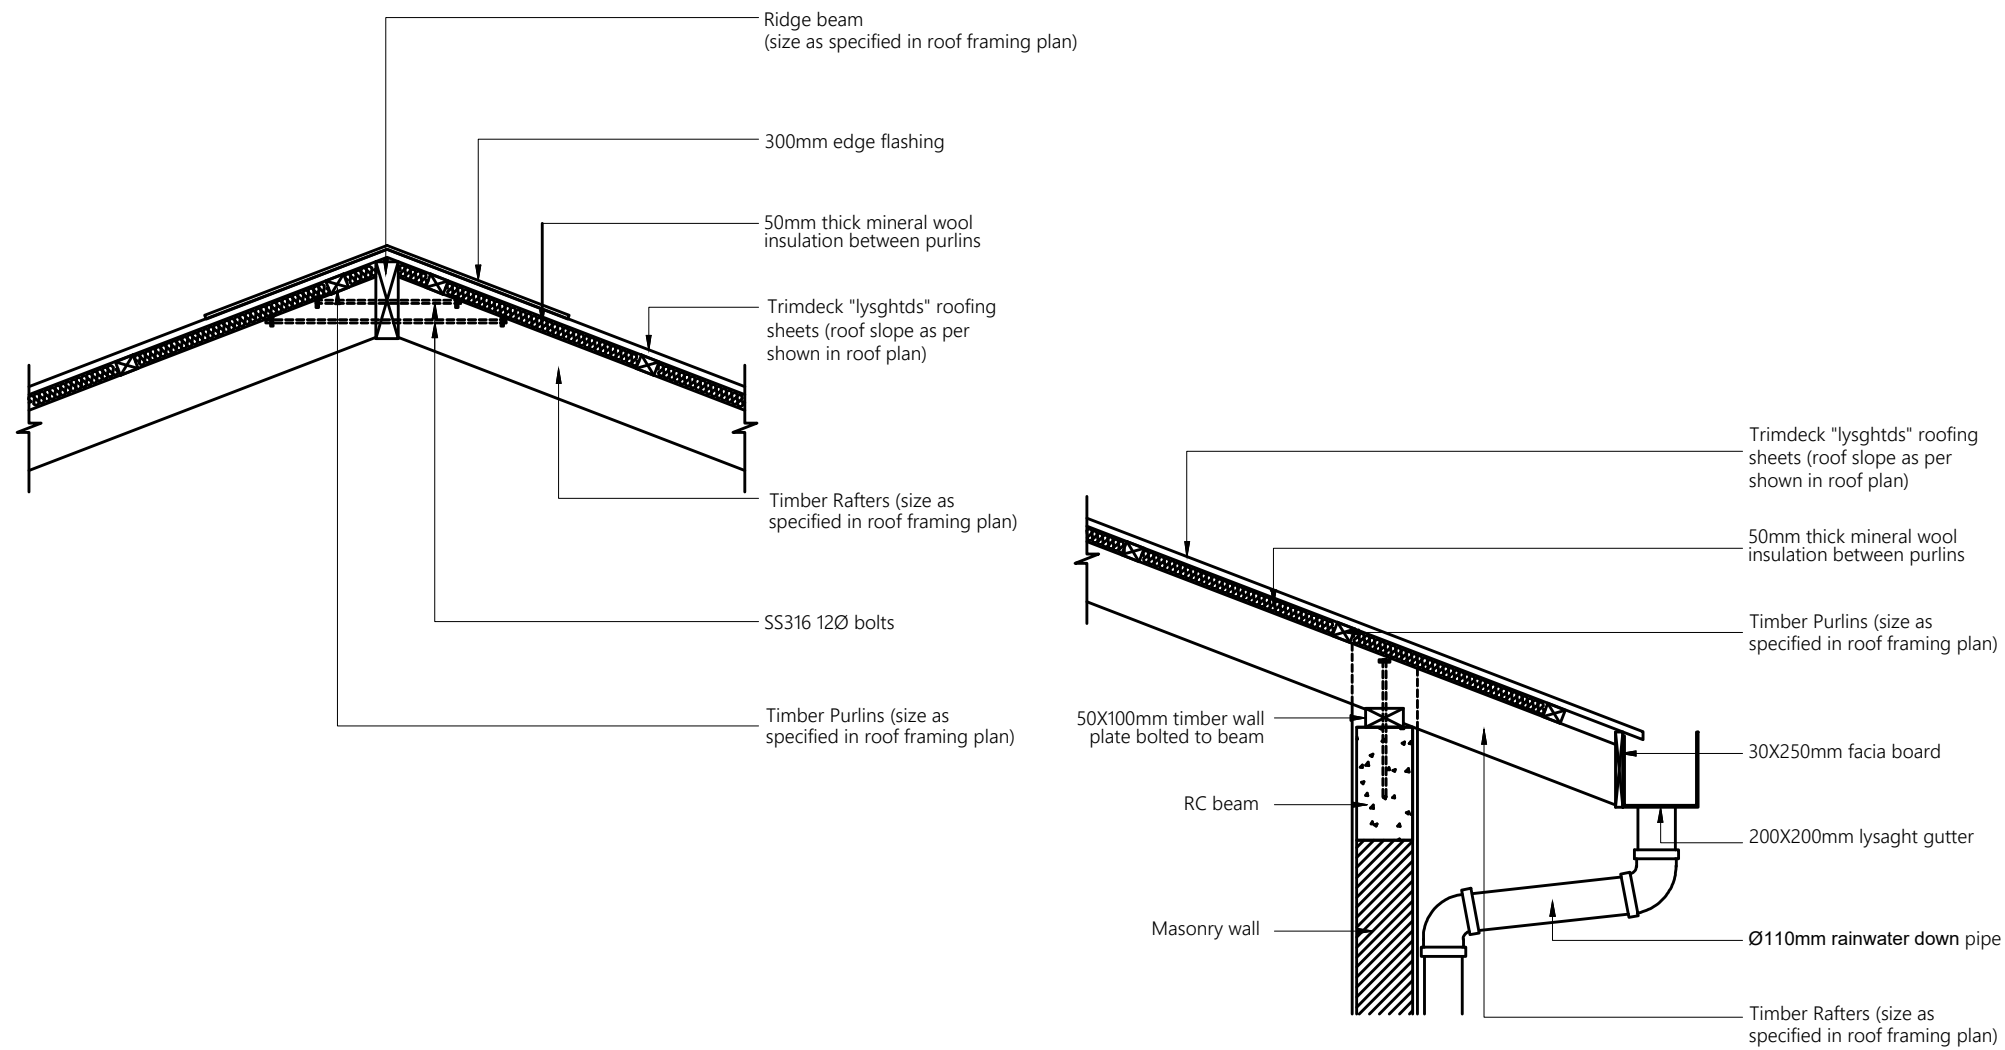 Ridge beam
(size as specified in roof framing plan)
300mm edge flashing
50mm thick mineral wool
insulation between purlins
Trimdeck "lysghtds" roofing
sheets (roof slope as per
shown in roof plan)
Timber Rafters (size as
specified in roof framing plan)
SS316 12Ø bolts
Timber Purlins (size as
specified in roof framing plan)
Trimdeck "lysghtds" roofing
sheets (roof slope as per
shown in roof plan)
50mm thick mineral wool
insulation between purlins
Timber Purlins (size as
specified in roof framing plan)
50X100mm timber wall
plate bolted to beam
30X250mm facia board
RC beam
200X200mm lysaght gutter
Masonry wall
Ø110mm rainwater down pipe
Timber Rafters (size as
specified in roof framing plan)